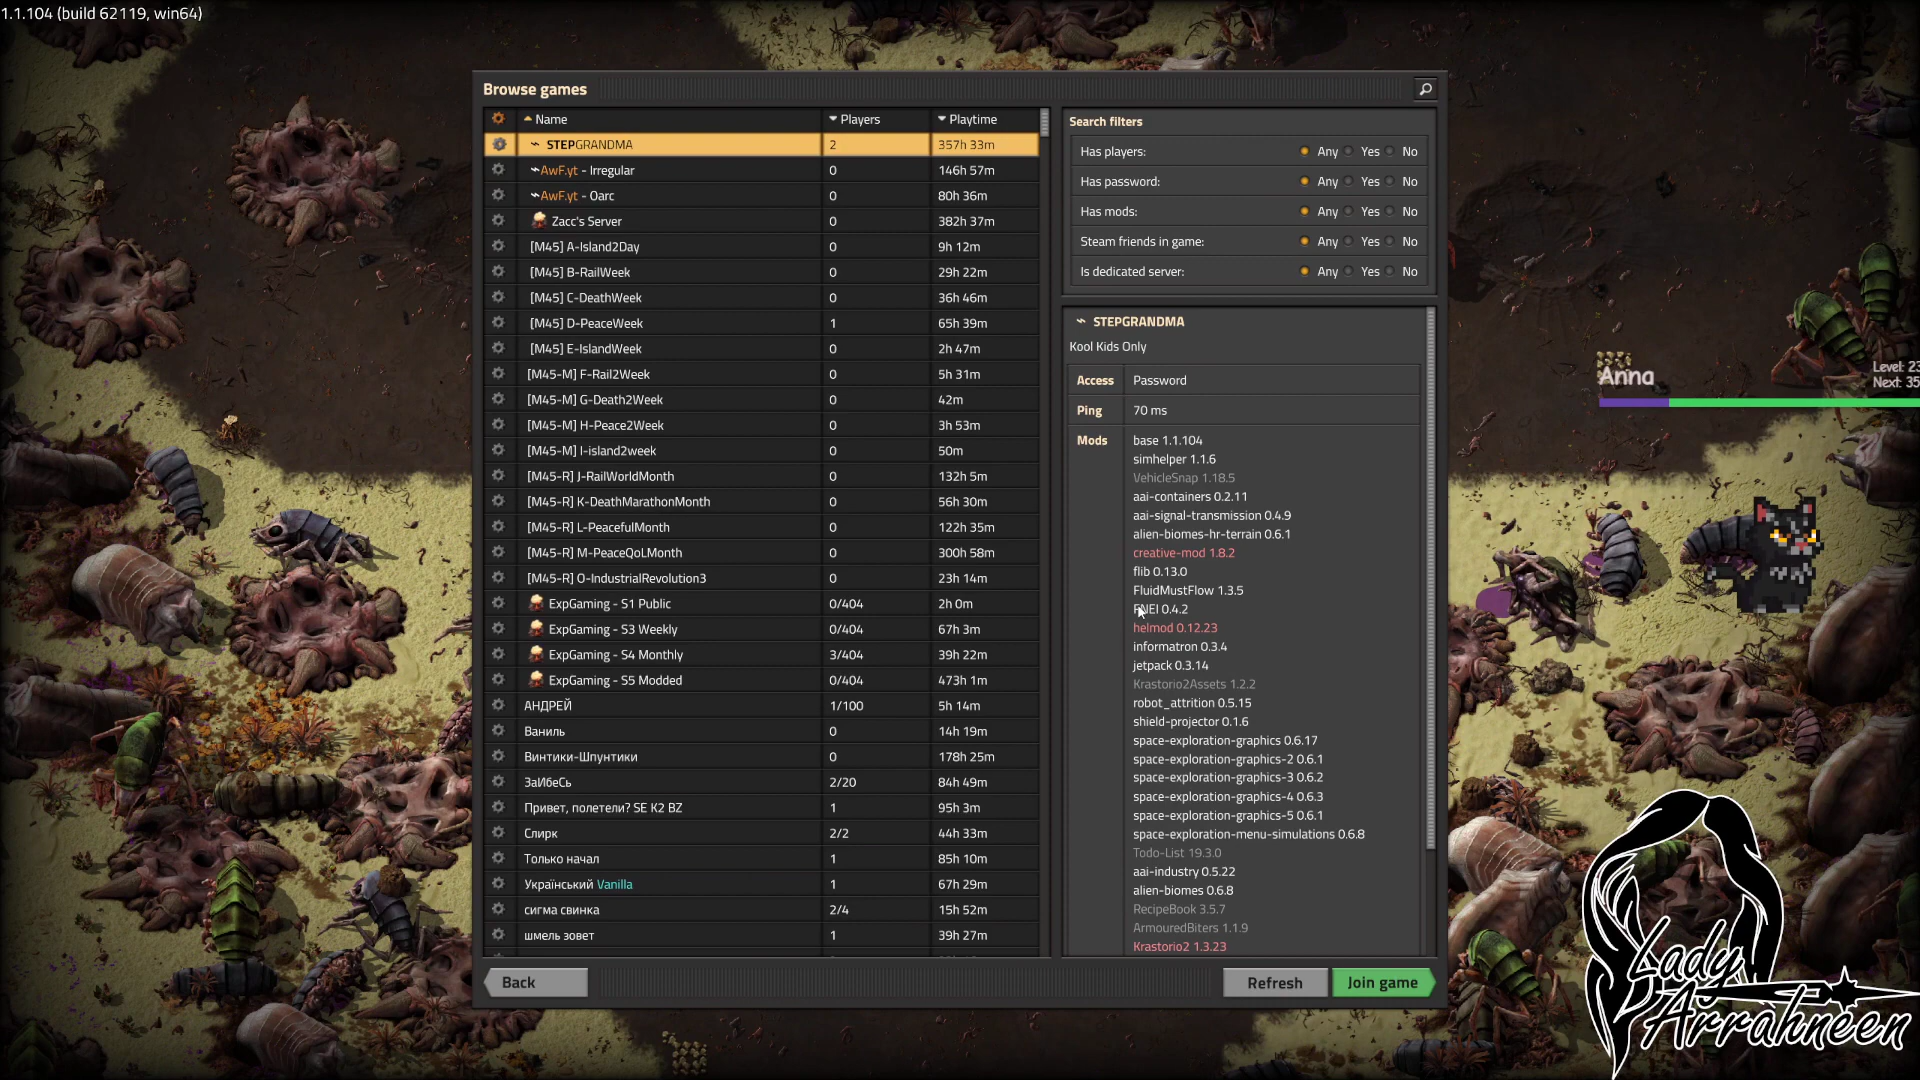 1.1.104 (build 62119, win64)
Browse games
Name Players Playtime
STEPGRANDMA 2 357h 33m
AwF.yt - Irregular 0 146h 57m
AwF.yt - Oarc 0 80h 36m
Zacc's Server 0 382h 37m
[M45] A-Island2Day 0 9h 12m
[M45] B-RailWeek 0 29h 22m
[M45] C-DeathWeek 0 36h 46m
[M45] D-PeaceWeek 1 65h 39m
[M45] E-IslandWeek 0 2h 47m
[M45-M] F-Rail2Week 0 5h 31m
[M45-M] G-Death2Week 0 42m
[M45-M] H-Peace2Week 0 3h 53m
[M45-M] I-island2week 0 50m
[M45-R] J-RailWorldMonth 0 132h 5m
[M45-R] K-DeathMarathonMonth 0 56h 30m
[M45-R] L-PeacefulMonth 0 122h 35m
[M45-R] M-PeaceQoLMonth 0 300h 58m
[M45-R] O-IndustrialRevolution3 0 23h 14m
ExpGaming - S1 Public 0/404 2h 0m
ExpGaming - S3 Weekly 0/404 67h 3m
ExpGaming - S4 Monthly 3/404 39h 22m
ExpGaming - S5 Modded 0/404 473h 1m
АНДРЕЙ 1/100 5h 14m
Ваниль 0 14h 19m
Винтики-Шпунтики 0 178h 25m
ЗаИбеСь 2/20 84h 49m
Привет, полетели? SE K2 BZ 1 95h 3m
Слирк 2/2 44h 33m
Только начал 1 85h 10m
Український Vanilla 1 67h 29m
сигма свинка 2/4 15h 52m
шмель зовет 1 39h 27m
Back
Search filters
Has players: Any Yes No
Has password: Any Yes No
Has mods: Any Yes No
Steam friends in game: Any Yes No
Is dedicated server: Any Yes No
STEPGRANDMA
Kool Kids Only
Access Password
Ping 70 ms
Mods base 1.1.104
simhelper 1.1.6
VehicleSnap 1.18.5
aai-containers 0.2.11
aai-signal-transmission 0.4.9
alien-biomes-hr-terrain 0.6.1
creative-mod 1.8.2
flib 0.13.0
FluidMustFlow 1.3.5
FNEI 0.4.2
helmod 0.12.23
informatron 0.3.4
jetpack 0.3.14
Krastorio2Assets 1.2.2
robot_attrition 0.5.15
shield-projector 0.1.6
space-exploration-graphics 0.6.17
space-exploration-graphics-2 0.6.1
space-exploration-graphics-3 0.6.2
space-exploration-graphics-4 0.6.3
space-exploration-graphics-5 0.6.1
space-exploration-menu-simulations 0.6.8
Todo-List 19.3.0
aai-industry 0.5.22
alien-biomes 0.6.8
RecipeBook 3.5.7
ArmouredBiters 1.1.9
Krastorio2 1.3.23
Refresh
Join game
Anna
Level: 23
Next: 35
Lady
Arrahneen